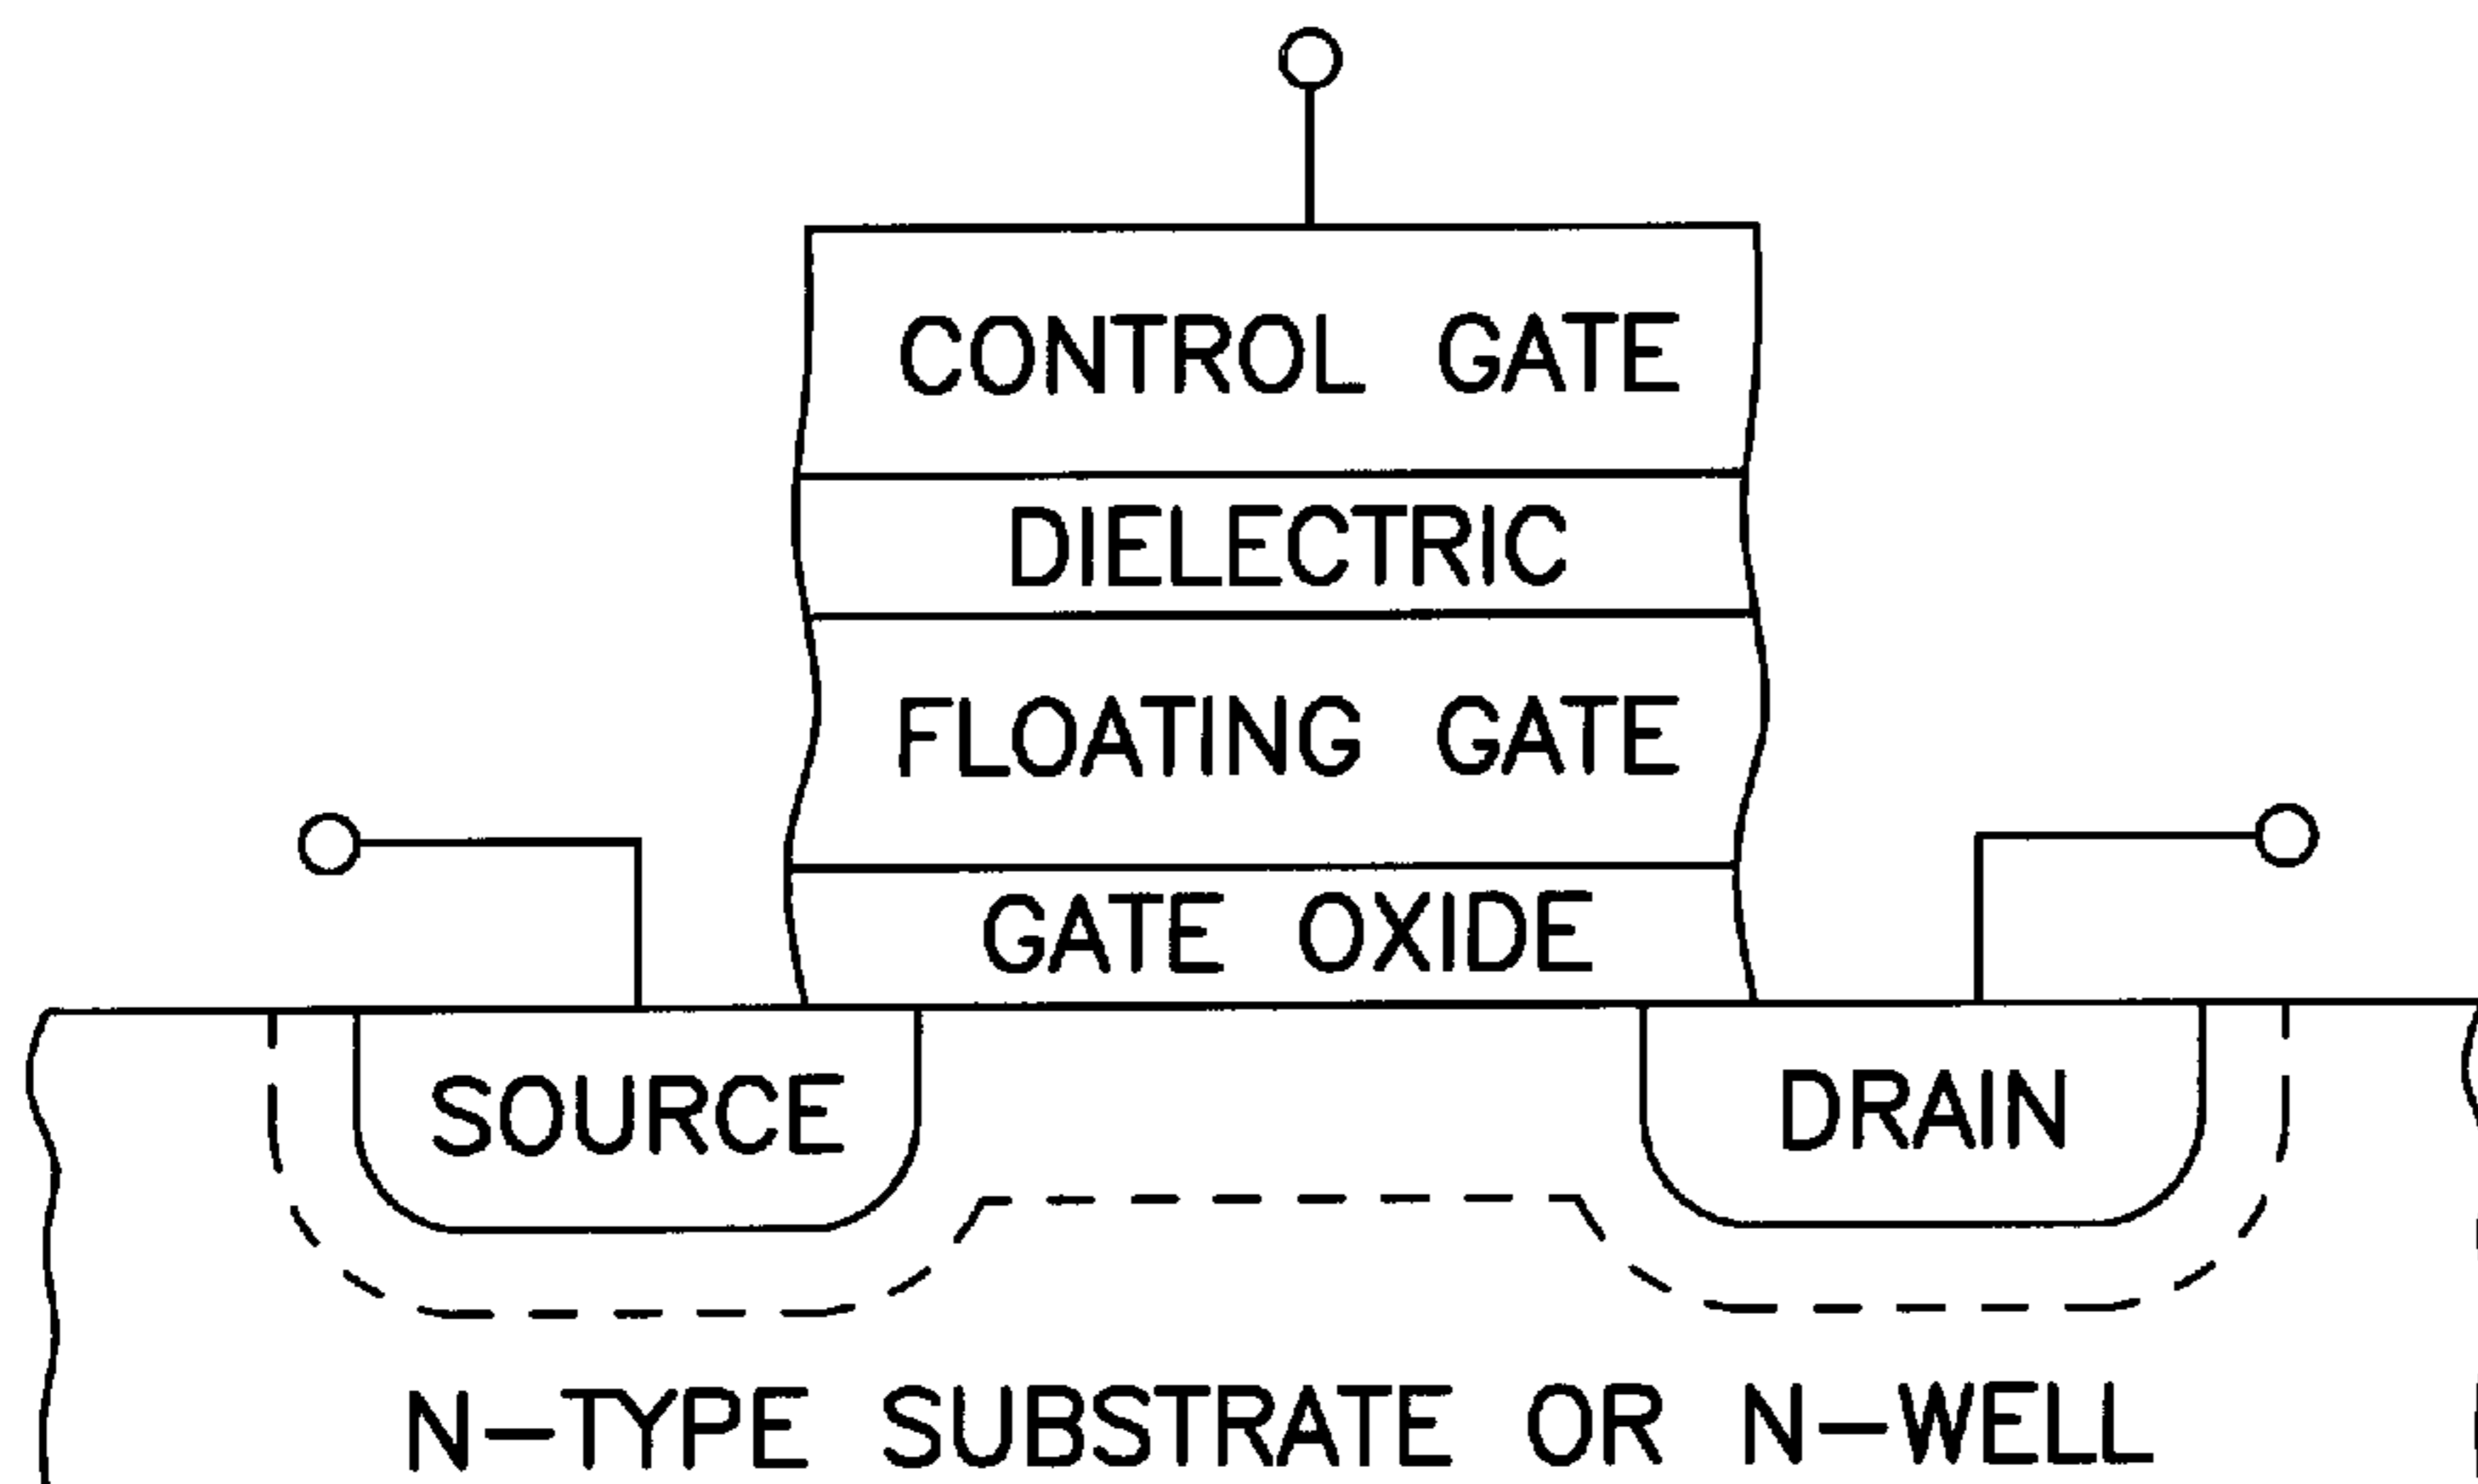 CONTROL GATE
DIELECTRIC
FLOATING GATE
GATE OXIDE
SOURCE
DRAIN
N-TYPE SUBSTRATE OR N-WELL